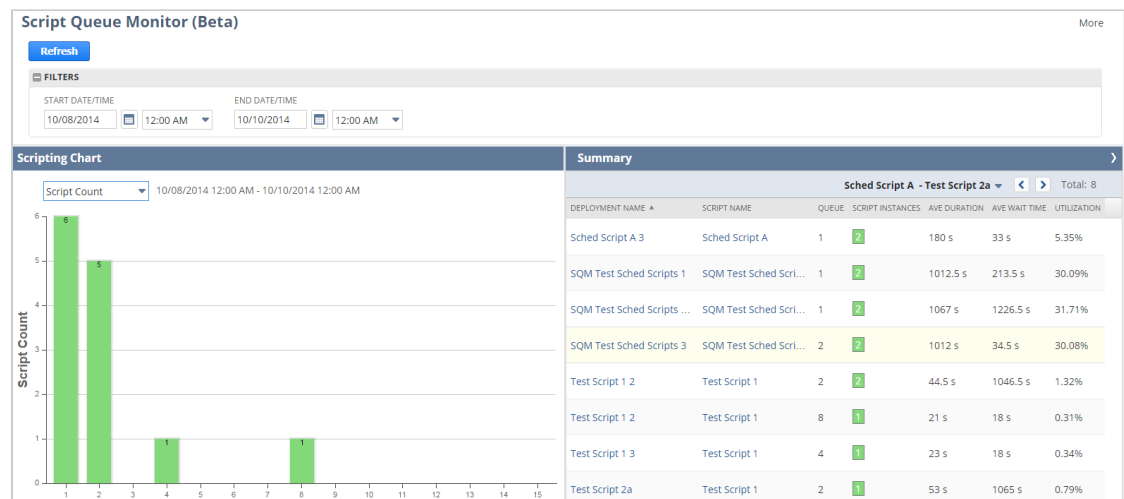 Script Queue Monitor (Beta)
More
Refresh
FILTERS
START DATE/TIME
END DATE/TIME
10/08/2014
12:00 AM
10/10/2014
12:00 AM
Scripting Chart
Script Count
10/08/2014 12:00 AM - 10/10/2014 12:00 AM
Script Count
6
5
4
3
2
1
0
6
5
1
1
1 2 3 4 5 6 7 8 9 10 11 12 13 14 15
Summary
Sched Script A - Test Script 2a
Total: 8
DEPLOYMENT NAME SCRIPT NAME QUEUE SCRIPT INSTANCES AVE DURATION AVE WAIT TIME UTILIZATION
Sched Script A 3 Sched Script A 1 2 180 s 33 s 5.35%
SQM Test Sched Scripts 1 SQM Test Sched Scri... 1 2 1012.5 s 213.5 s 30.09%
SQM Test Sched Scripts ... SQM Test Sched Scri... 1 2 1067 s 1226.5 s 31.71%
SQM Test Sched Scripts 3 SQM Test Sched Scri... 2 2 1012 s 34.5 s 30.08%
Test Script 1 2 Test Script 1 2 2 44.5 s 1046.5 s 1.32%
Test Script 1 2 Test Script 1 8 1 21 s 18 s 0.31%
Test Script 1 3 Test Script 1 4 1 23 s 18 s 0.34%
Test Script 2a Test Script 1 2 1 53 s 1065 s 0.79%